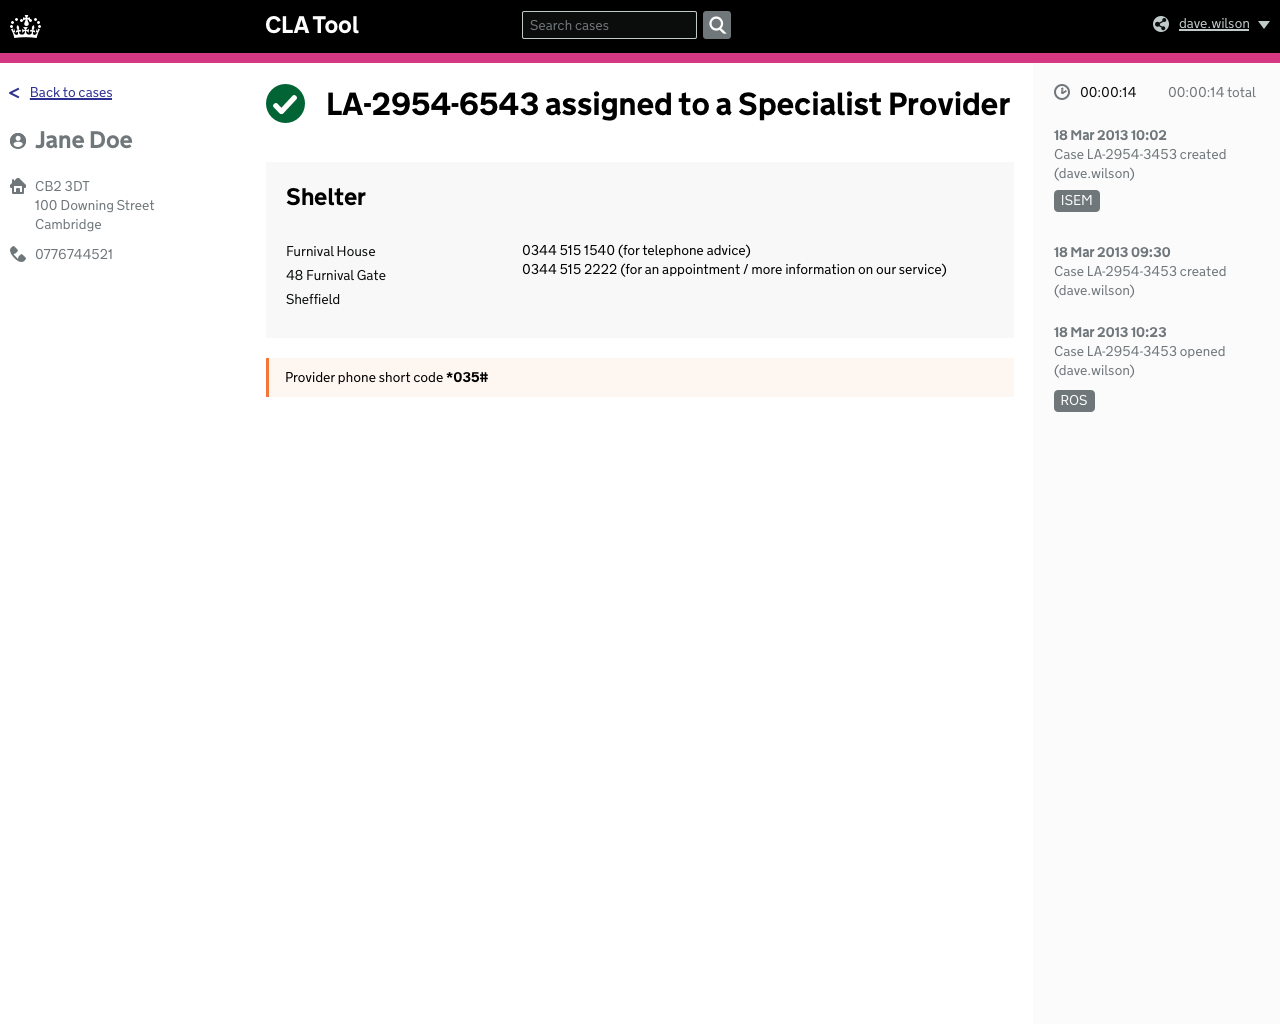 CLA Tool
Search cases
dave.wilson
< Back to cases
Jane Doe
CB2 3DT
100 Downing Street
Cambridge
0776744521
LA-2954-6543 assigned to a Specialist Provider
Shelter
Furnival House
48 Furnival Gate
Sheffield
0344 515 1540 (for telephone advice)
0344 515 2222 (for an appointment / more information on our service)
Provider phone short code *035#
00:00:14 00:00:14 total
18 Mar 2013 10:02
Case LA-2954-3453 created
(dave.wilson)
ISEM
18 Mar 2013 09:30
Case LA-2954-3453 created
(dave.wilson)
18 Mar 2013 10:23
Case LA-2954-3453 opened
(dave.wilson)
ROS